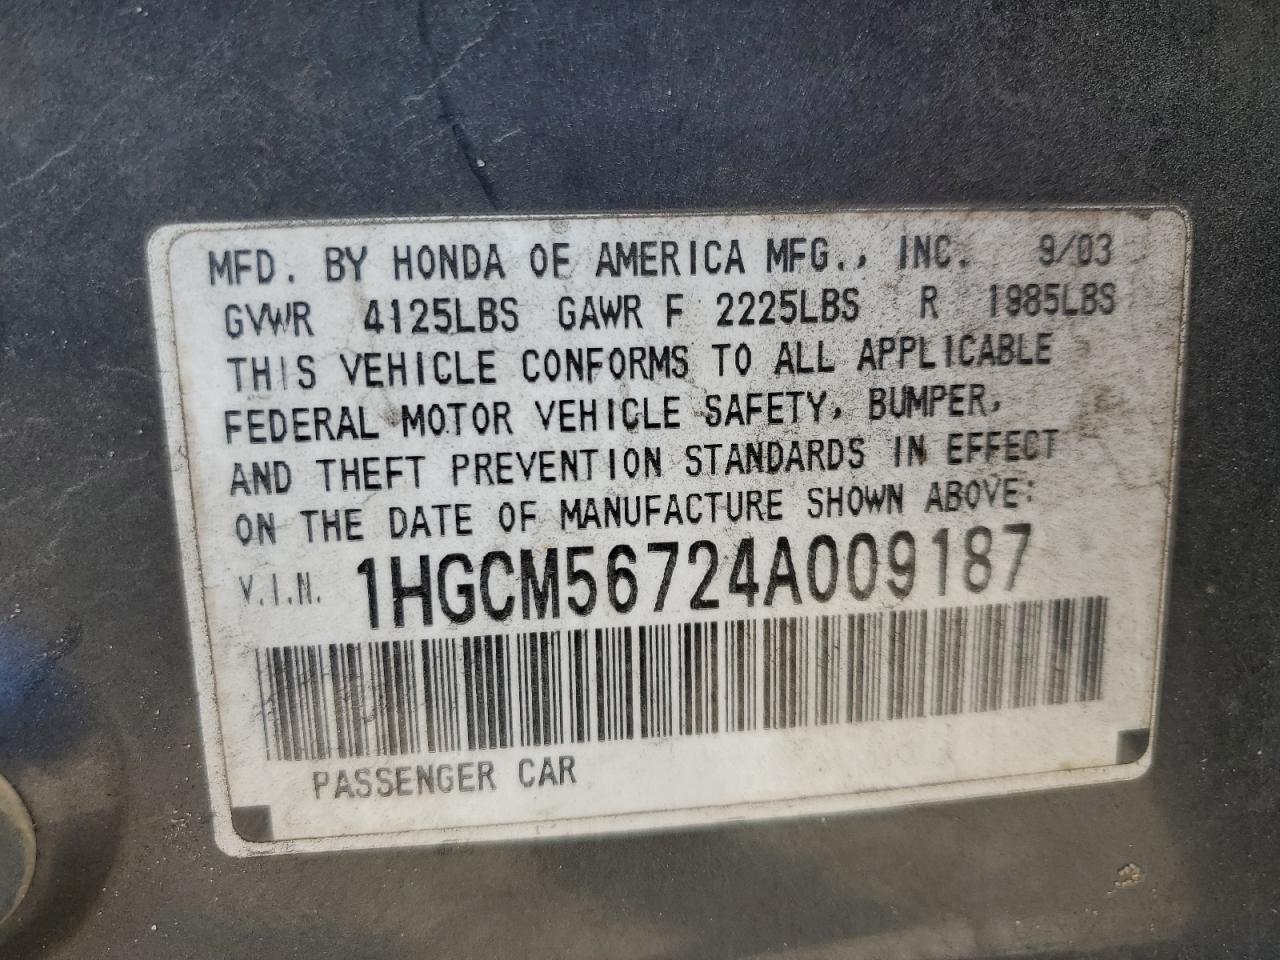 MFD. BY HONDA OF AMERICA MFG., INC. 9/03
GVWR 4125LBS GAWR F 2225LBS R 1985LBS
THIS VEHICLE CONFORMS TO ALL APPLICABLE
FEDERAL MOTOR VEHICLE SAFETY, BUMPER,
AND THEFT PREVENTION STANDARDS IN EFFECT
ON THE DATE OF MANUFACTURE SHOWN ABOVE:
V.I.N. 1HGCM56724A009187
PASSENGER CAR